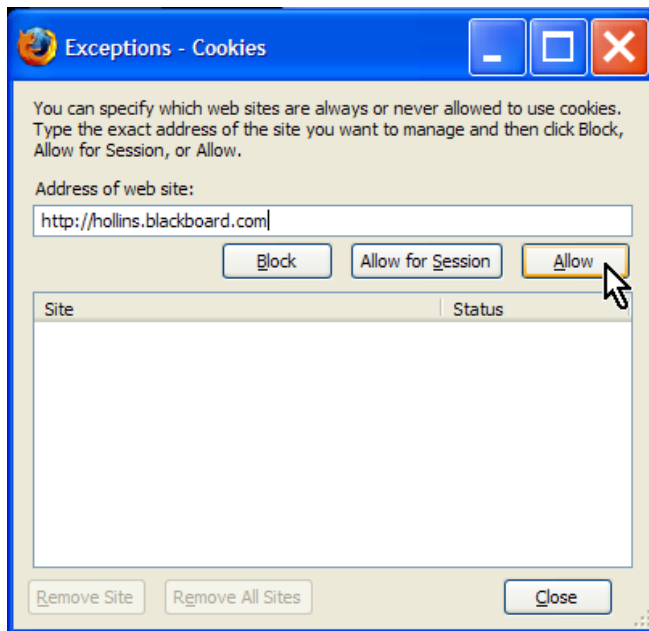 Exceptions - Cookies
You can specify which web sites are always or never allowed to use cookies.
Type the exact address of the site you want to manage and then click Block,
Allow for Session, or Allow.
Address of web site:
http://hollins.blackboard.com
Block Allow for Session Allow
Site Status
Remove Site Remove All Sites Close